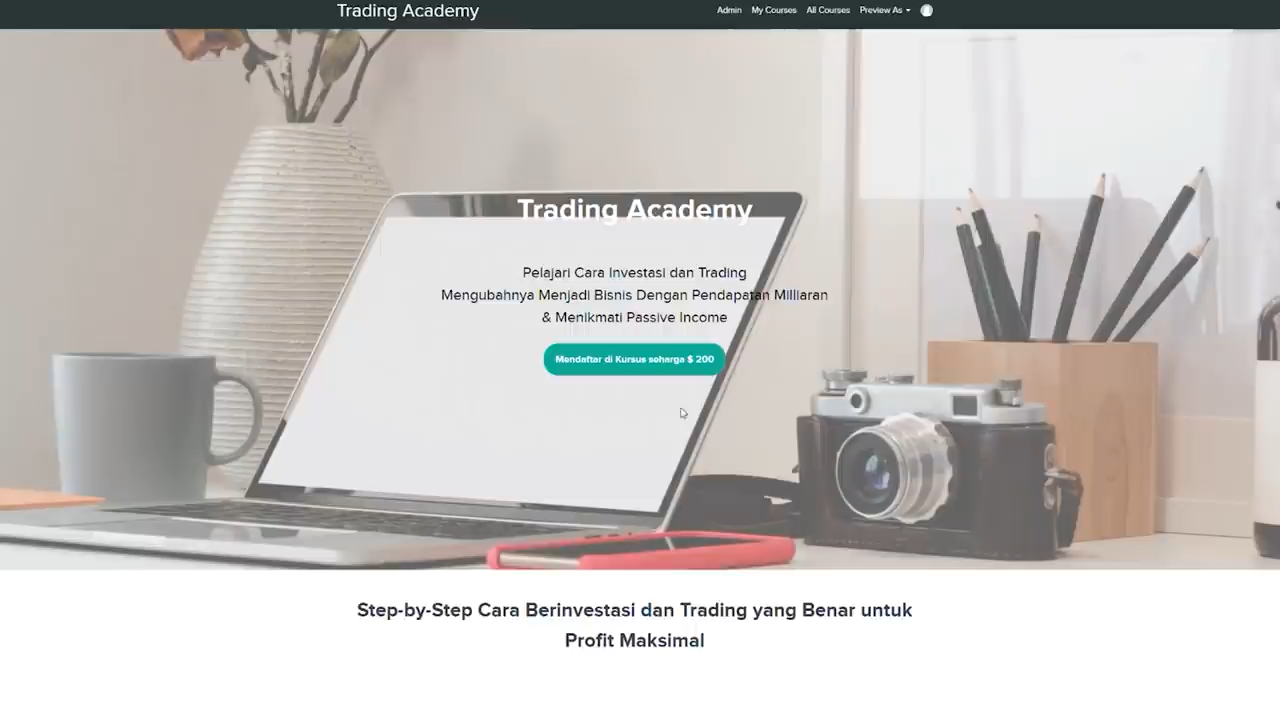 Trading Academy
Admin My Courses All Courses Preview As
Trading Academy
Pelajari Cara Investasi dan Trading
Mengubahnya Menjadi Bisnis Dengan Pendapatan Milliaran
& Menikmati Passive Income
Mendaftar di Kursus seharga $ 200
Step-by-Step Cara Berinvestasi dan Trading yang Benar untuk
Profit Maksimal